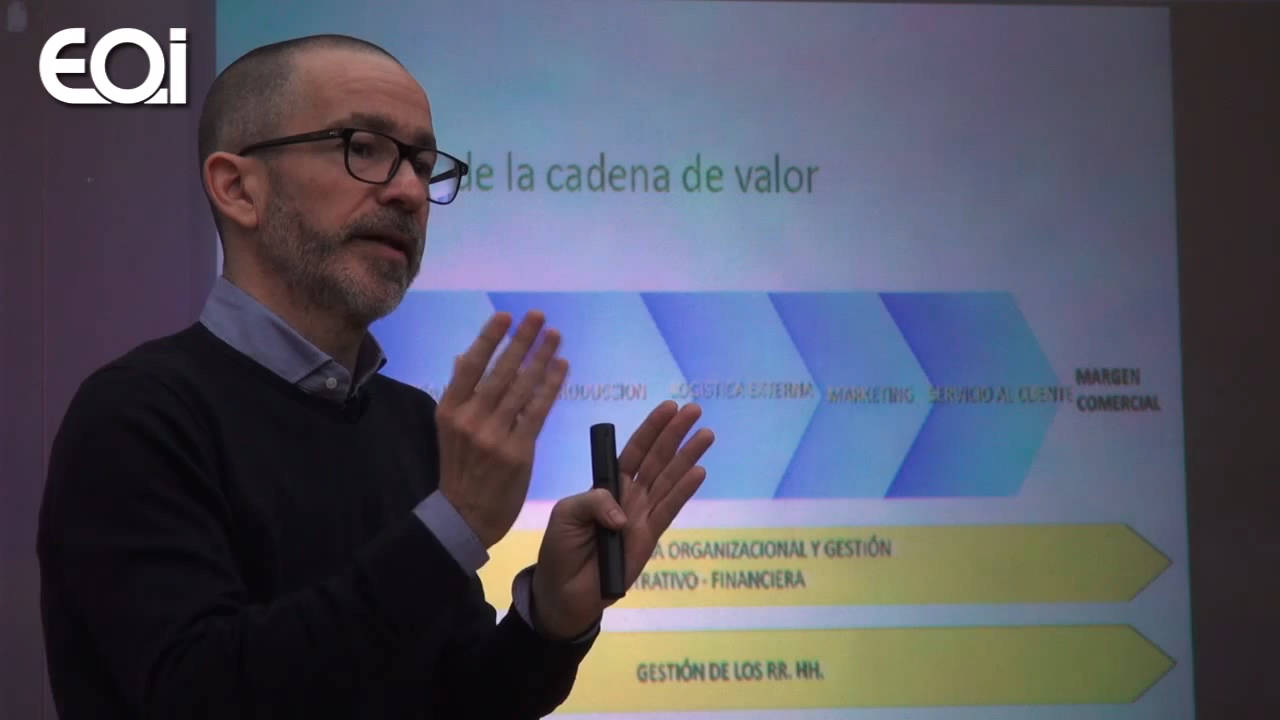 EOi
de la cadena de valor
LOGISTICA EXTERNA
MARKETING
SERVICIO AL CLIENTE
MARGEN
COMERCIAL
ORGANIZACIONAL Y GESTIÓN
- FINANCIERA
GESTIÓN DE LOS RR. HH.